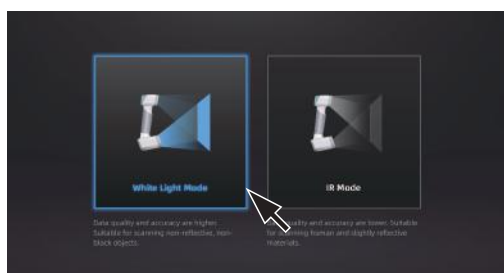 White Light Mode
IR Mode
Data quality and accuracy are higher.
Suitable for scanning non-reflective, non-
black objects.
quality and accuracy are lower. Suitable
for scanning human and slightly reflective
materials.